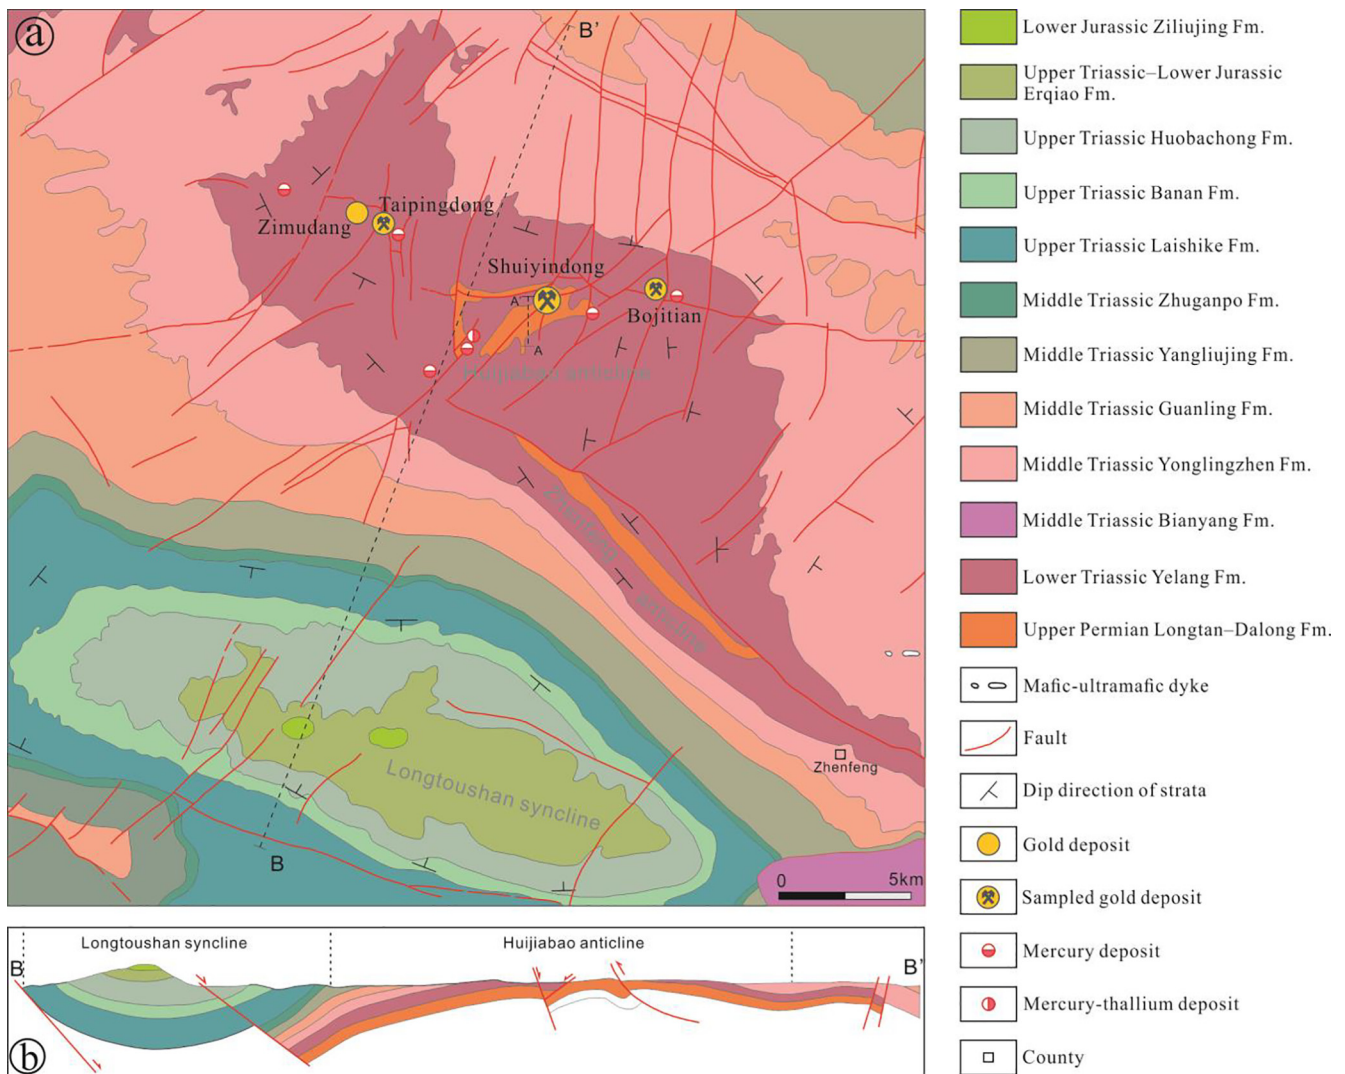 a
B'
Taipingdong
Zimudang
Shuiyindong
A'
Bojitian
A
Huijiabao anticline
Zhenfeng anticline
Zhenfeng
Longtoushan syncline
B
0 5km
Longtoushan syncline
Huijiabao anticline
B
B'
b
Lower Jurassic Ziliujing Fm.
Upper Triassic–Lower Jurassic
Erqiao Fm.
Upper Triassic Huobachong Fm.
Upper Triassic Banan Fm.
Upper Triassic Laishike Fm.
Middle Triassic Zhuganpo Fm.
Middle Triassic Yangliujing Fm.
Middle Triassic Guanling Fm.
Middle Triassic Yonglingzhen Fm.
Middle Triassic Bianyang Fm.
Lower Triassic Yelang Fm.
Upper Permian Longtan–Dalong Fm.
Mafic-ultramafic dyke
Fault
Dip direction of strata
Gold deposit
Sampled gold deposit
Mercury deposit
Mercury-thallium deposit
County